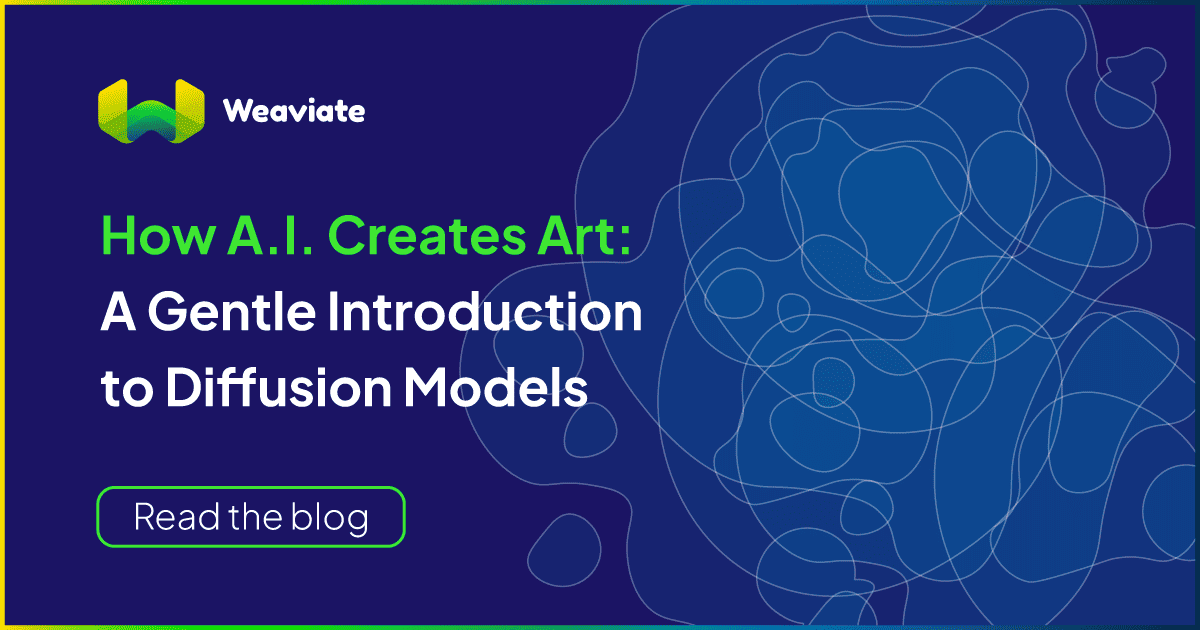 Weaviate
How A.I. Creates Art:
A Gentle Introduction
to Diffusion Models
Read the blog